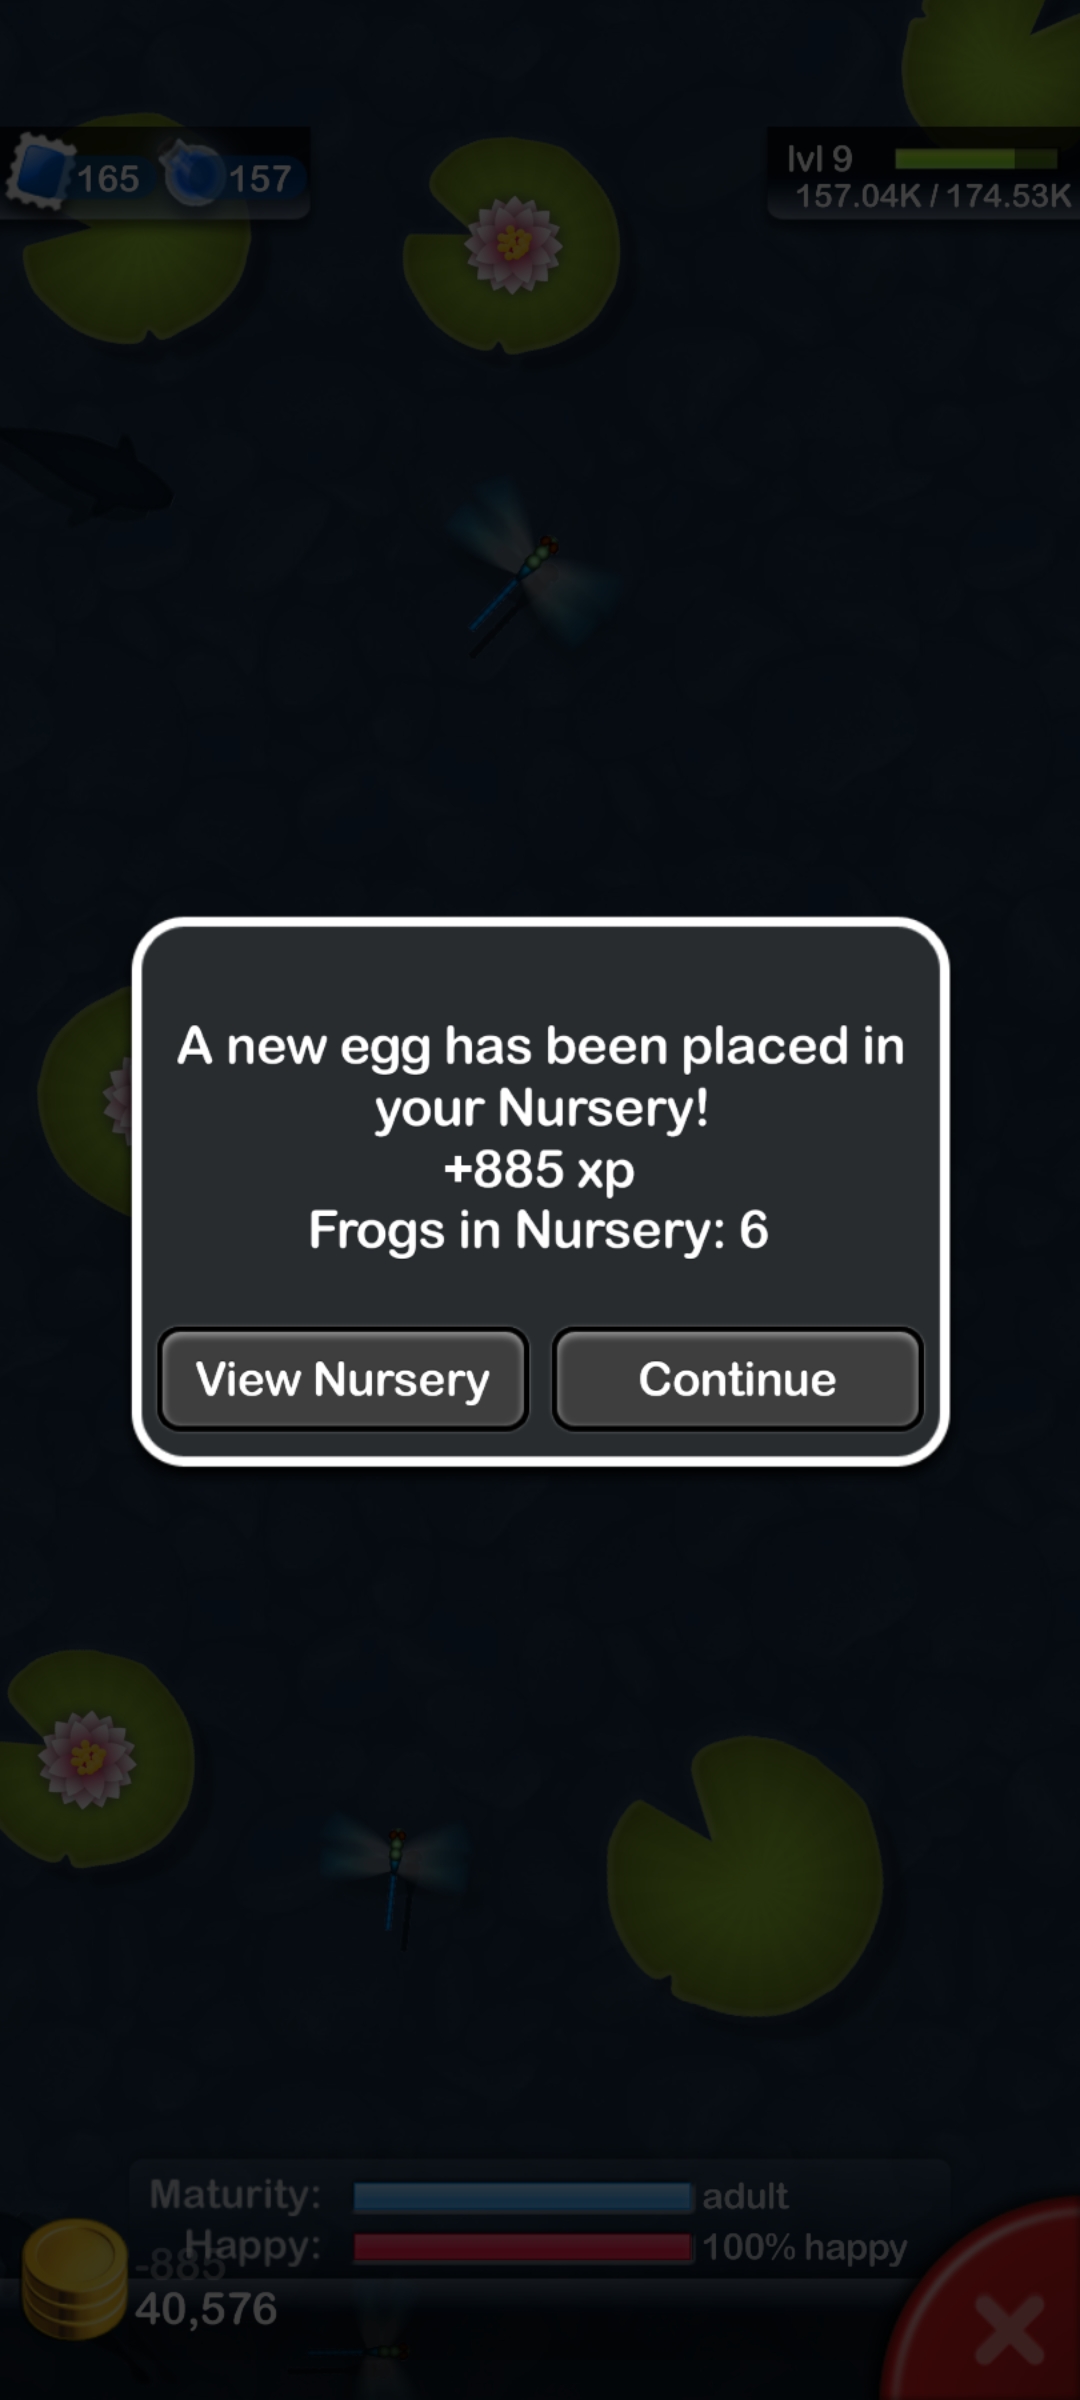 165 157
lvl 9
157.04K / 174.53K
A new egg has been placed in
your Nursery!
+885 xp
Frogs in Nursery: 6
View Nursery Continue
Maturity: adult
Happy: 100% happy
-885
40,576